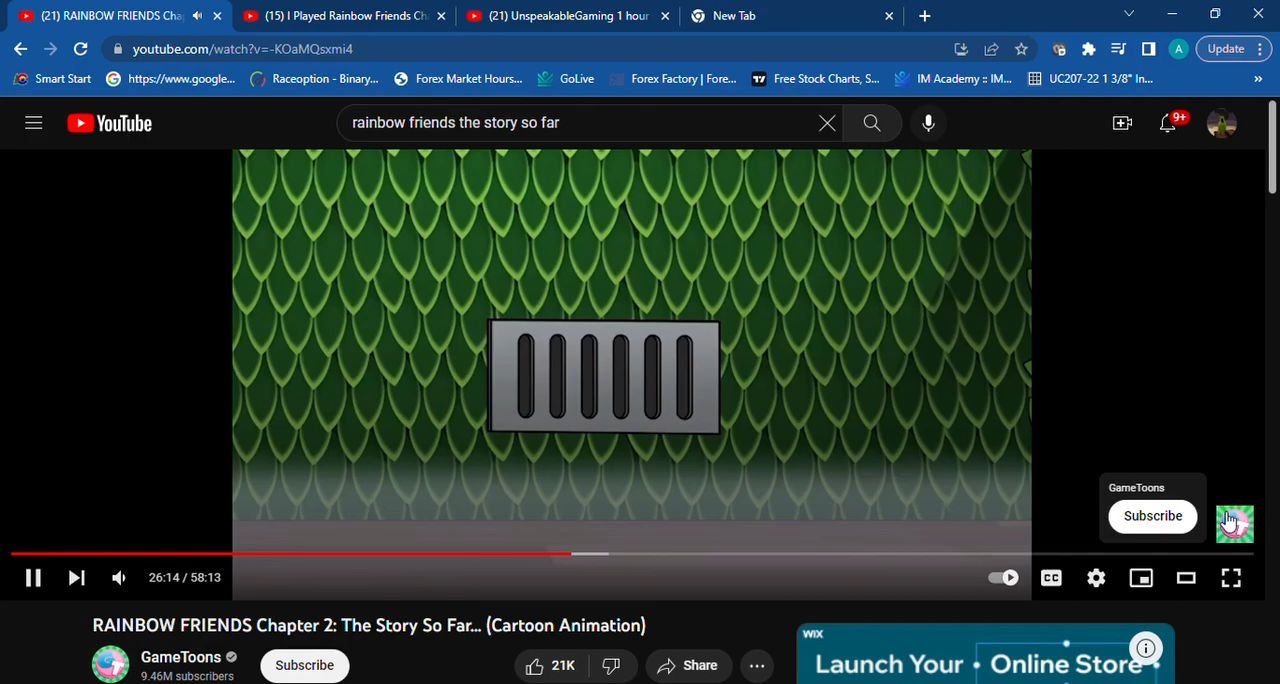 (21) RAINBOW FRIENDS Cha
(15) I Played Rainbow Friends Ch
(21) UnspeakableGaming 1 hour
New Tab
youtube.com/watch?v=-KOaMQsxmi4
A
Update
Smart Start
https://www.google...
Raceoption - Binary...
Forex Market Hours...
GoLive
Forex Factory | Fore...
Free Stock Charts, S...
IM Academy :: IM...
UC207-22 1 3/8" In...
YouTube
rainbow friends the story so far
9+
GameToons
Subscribe
26:14 / 58:13
CC
RAINBOW FRIENDS Chapter 2: The Story So Far... (Cartoon Animation)
GameToons
9.46M subscribers
Subscribe
21K
Share
WIX
Launch Your Online Store